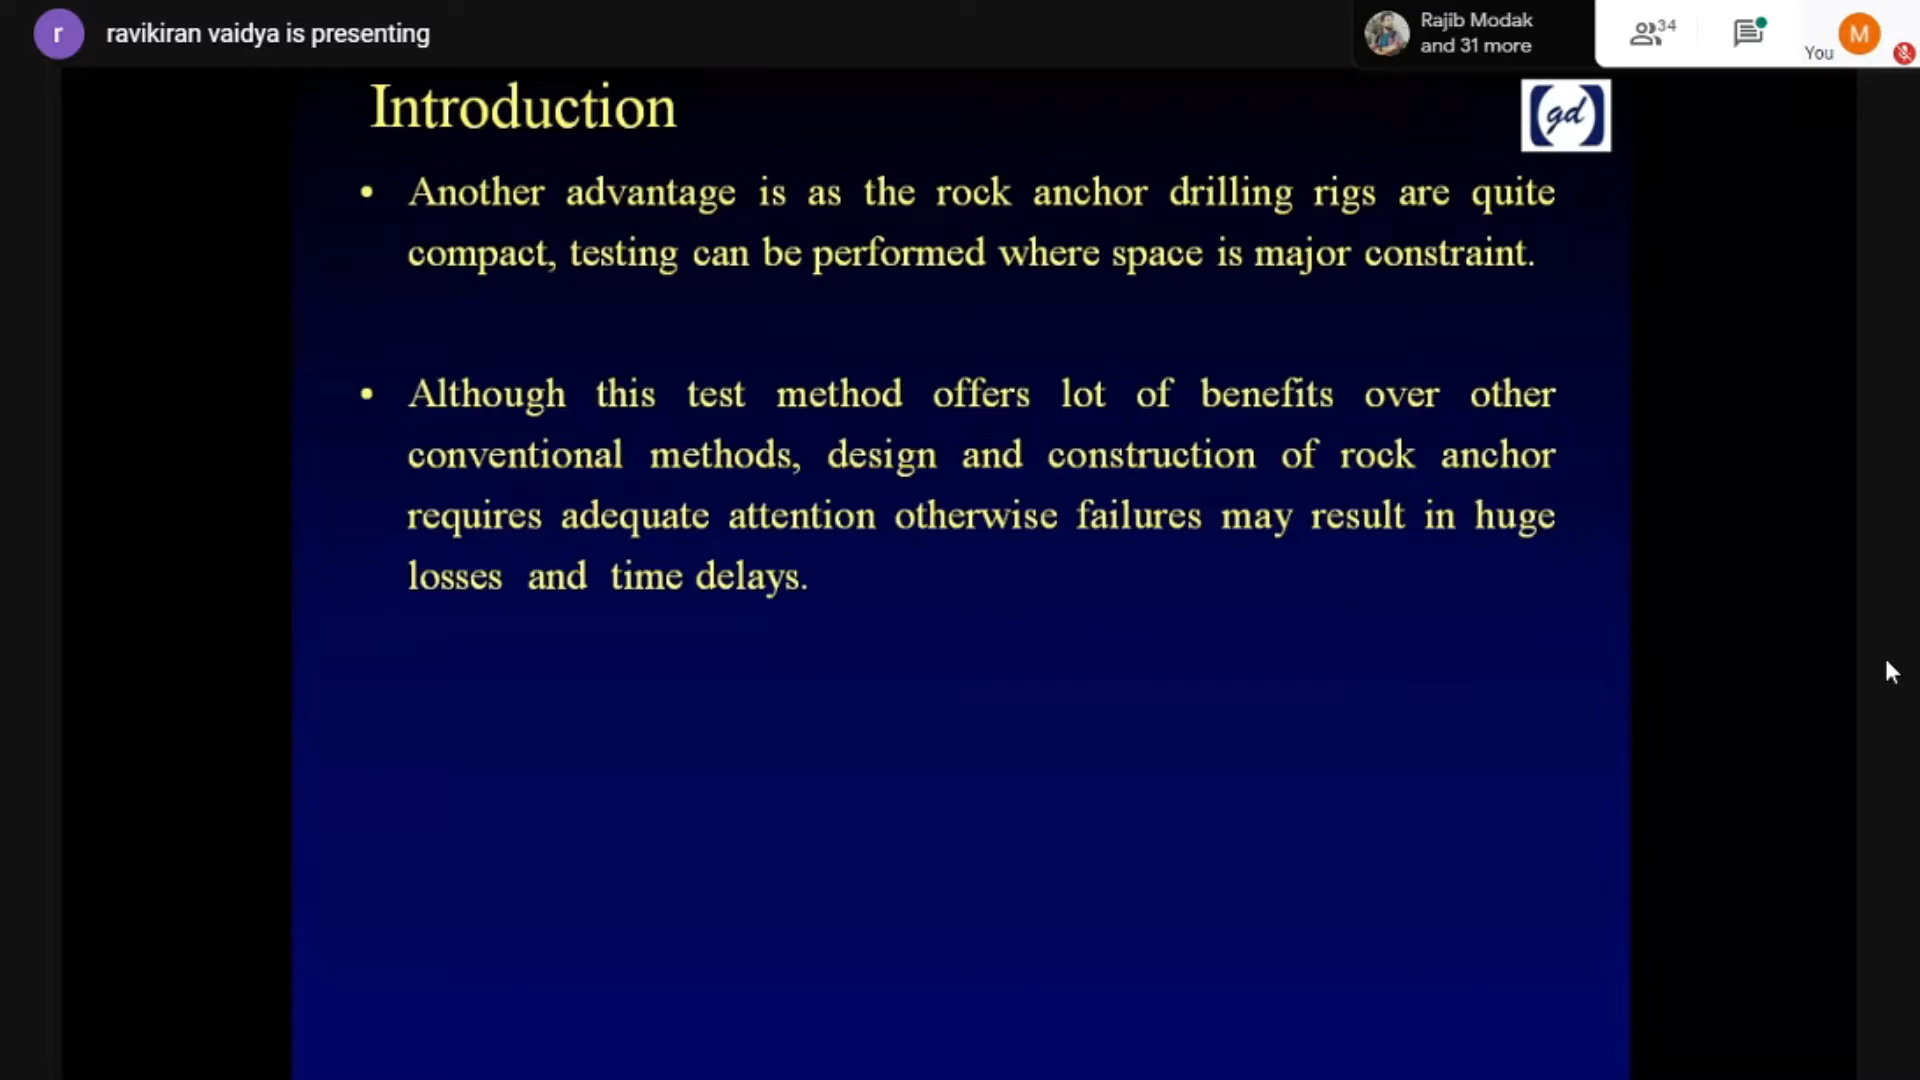 r
ravikiran vaidya is presenting
Rajib Modak
and 31 more
34
You
M
Introduction
gd
• Another advantage is as the rock anchor drilling rigs are quite
compact, testing can be performed where space is major constraint.
• Although this test method offers lot of benefits over other
conventional methods, design and construction of rock anchor
requires adequate attention otherwise failures may result in huge
losses and time delays.